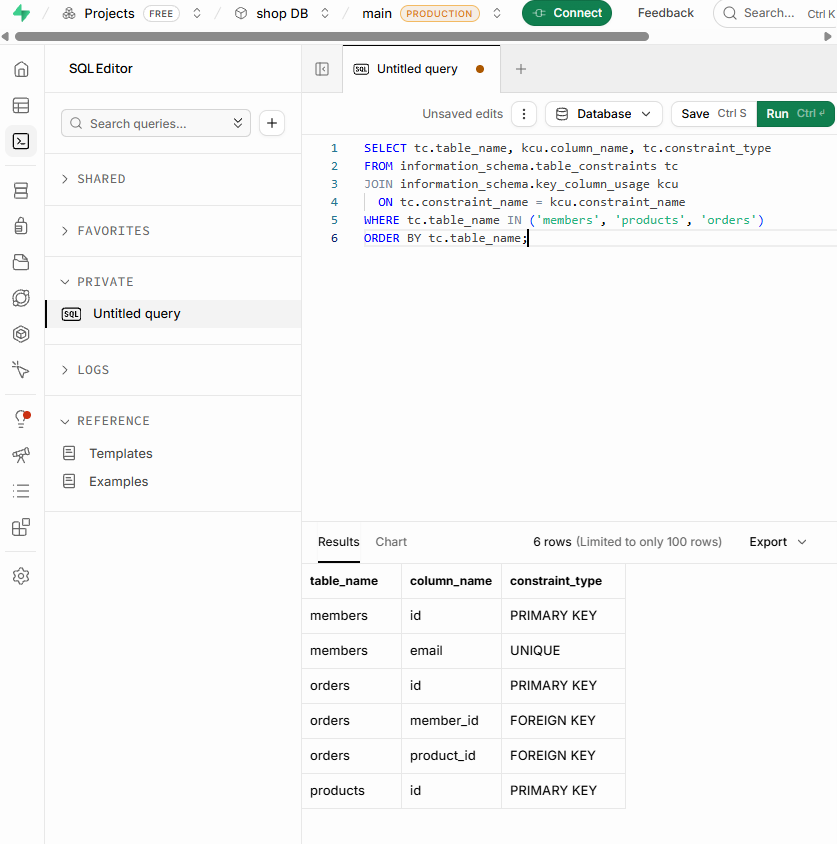 Projects FREE shop DB main PRODUCTION Connect Feedback Search... Ctrl K
SQL Editor
SQL Untitled query
Search queries...
Unsaved edits Database Save Ctrl S Run Ctrl ↵
SHARED
FAVORITES
PRIVATE
SQL Untitled query
LOGS
REFERENCE
Templates
Examples
1 SELECT tc.table_name, kcu.column_name, tc.constraint_type
2 FROM information_schema.table_constraints tc
3 JOIN information_schema.key_column_usage kcu
4 ON tc.constraint_name = kcu.constraint_name
5 WHERE tc.table_name IN ('members', 'products', 'orders')
6 ORDER BY tc.table_name;
Results Chart 6 rows (Limited to only 100 rows) Export
table_name column_name constraint_type
members id PRIMARY KEY
members email UNIQUE
orders id PRIMARY KEY
orders member_id FOREIGN KEY
orders product_id FOREIGN KEY
products id PRIMARY KEY